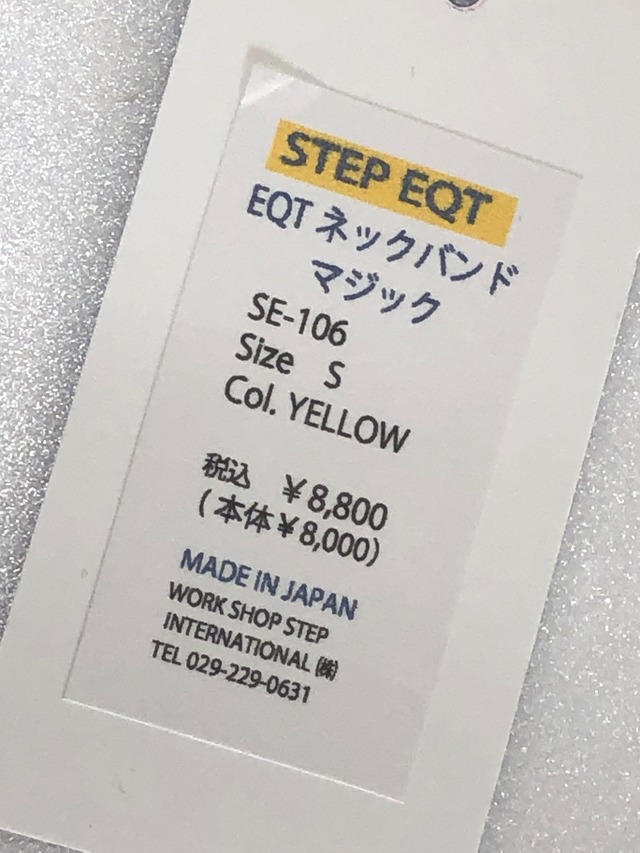 STEP EQT
EQT ネックバンド
マジック
SE-106
Size S
Col. YELLOW
税込 ¥8,800
(本体¥8,000)
MADE IN JAPAN
WORK SHOP STEP
INTERNATIONAL ㈱
TEL 029-229-0631